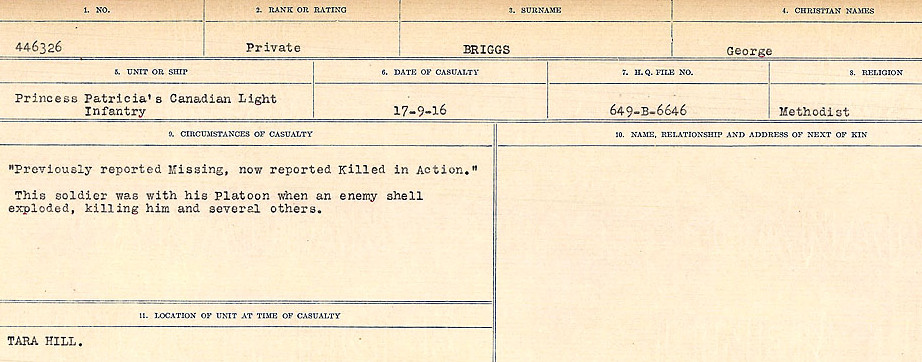 1. NO. 2. RANK OR RATING 3. SURNAME 4. CHRISTIAN NAMES
446326 Private BRIGGS George
5. UNIT OR SHIP 6. DATE OF CASUALTY 7. H.Q. FILE NO. 8. RELIGION
Princess Patricia's Canadian Light
Infantry 17-9-16 649-B-6646 Methodist
9. CIRCUMSTANCES OF CASUALTY 10. NAME, RELATIONSHIP AND ADDRESS OF NEXT OF KIN
"Previously reported Missing, now reported Killed in Action."
This soldier was with his Platoon when an enemy shell
exploded, killing him and several others.
11. LOCATION OF UNIT AT TIME OF CASUALTY
TARA HILL.